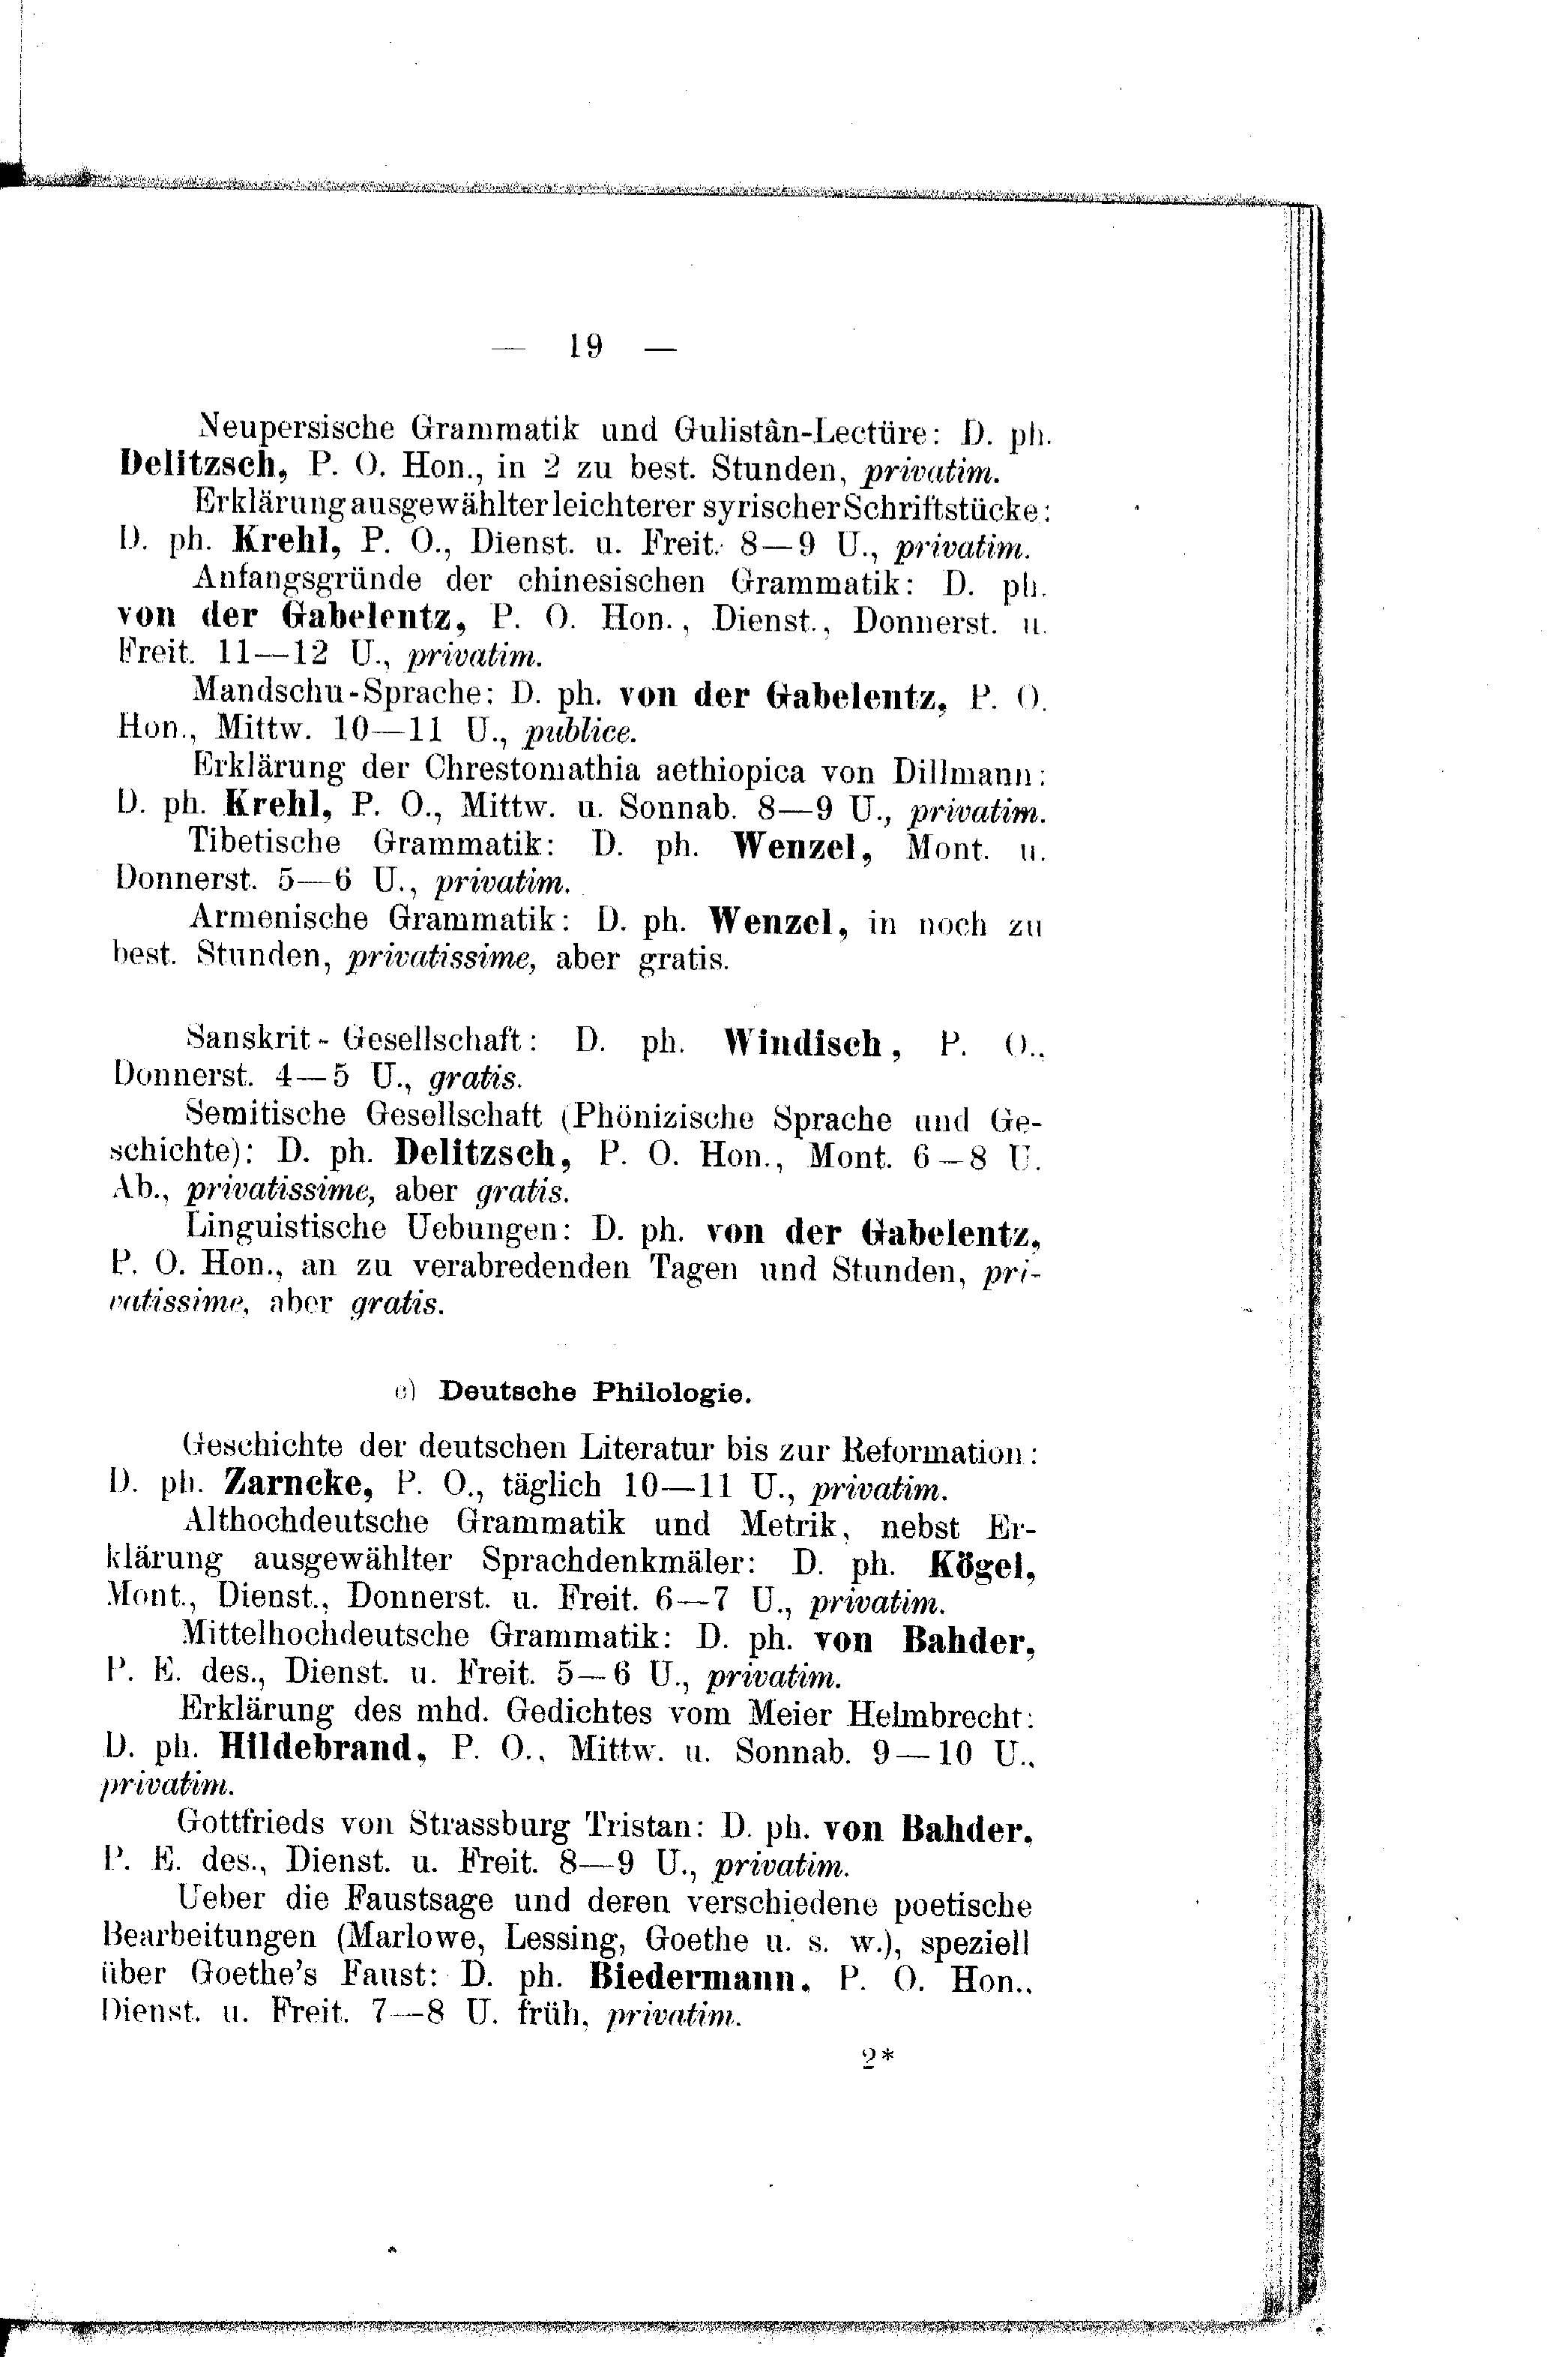 — 19 —
Neupersische Grammatik und Gulistân-Lectüre: D. ph.
Delitzsch, P. O. Hon., in 2 zu best. Stunden, privatim.
Erklärung ausgewählter leichterer syrischer Schriftstücke:
D. ph. Krehl, P. O., Dienst. u. Freit. 8—9 U., privatim.
Anfangsgründe der chinesischen Grammatik: D. ph.
von der Gabelentz, P. O. Hon., Dienst., Donnerst. u.
Freit. 11—12 U., privatim.
Mandschu-Sprache: D. ph. von der Gabelentz, P. O.
Hon., Mittw. 10—11 U., publice.
Erklärung der Chrestomathia aethiopica von Dillmann:
D. ph. Krehl, P. O., Mittw. u. Sonnab. 8—9 U., privatim.
Tibetische Grammatik: D. ph. Wenzel, Mont. u.
Donnerst. 5—6 U., privatim.
Armenische Grammatik: D. ph. Wenzel, in noch zu
best. Stunden, privatissime, aber gratis.
Sanskrit-Gesellschaft: D. ph. Windisch, P. O.,
Donnerst. 4—5 U., gratis.
Semitische Gesellschaft (Phönizische Sprache und Ge-
schichte): D. ph. Delitzsch, P. O. Hon., Mont. 6—8 U.
Ab., privatissime, aber gratis.
Linguistische Uebungen: D. ph. von der Gabelentz,
P. O. Hon., an zu verabredenden Tagen und Stunden, pri-
vatissime, aber gratis.
c) Deutsche Philologie.
Geschichte der deutschen Literatur bis zur Reformation:
D. ph. Zarncke, P. O., täglich 10—11 U., privatim.
Althochdeutsche Grammatik und Metrik, nebst Er-
klärung ausgewählter Sprachdenkmäler: D. ph. Kögel,
Mont., Dienst., Donnerst. u. Freit. 6—7 U., privatim.
Mittelhochdeutsche Grammatik: D. ph. von Bahder,
P. E. des., Dienst. u. Freit. 5—6 U., privatim.
Erklärung des mhd. Gedichtes vom Meier Helmbrecht:
D. ph. Hildebrand, P. O., Mittw. u. Sonnab. 9—10 U.,
privatim.
Gottfrieds von Strassburg Tristan: D. ph. von Bahder,
P. E. des., Dienst. u. Freit. 8—9 U., privatim.
Ueber die Faustsage und deren verschiedene poetische
Bearbeitungen (Marlowe, Lessing, Goethe u. s. w.), speziell
über Goethe's Faust: D. ph. Biedermann, P. O. Hon.,
Dienst. u. Freit. 7—8 U. früh, privatim.
2*